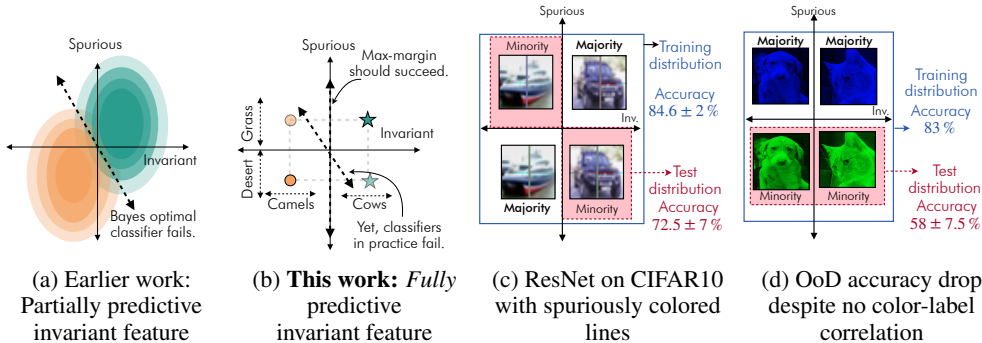 Spurious
Invariant
Bayes optimal
classifier fails.
(a) Earlier work:
Partially predictive
invariant feature
Spurious
Max-margin
should succeed.
Grass
Invariant
Desert
Camels
Cows
Yet, classifiers
in practice fail.
(b) This work: Fully
predictive
invariant feature
Spurious
Minority
Majority
Training
distribution
Accuracy
84.6 ± 2 %
Inv.
Test
distribution
Accuracy
72.5 ± 7 %
Majority
Minority
(c) ResNet on CIFAR10
with spuriously colored
lines
Spurious
Majority
Majority
Training
distribution
Accuracy
83 %
Inv.
Test
distribution
Accuracy
58 ± 7.5 %
Minority
Minority
(d) OoD accuracy drop
despite no color-label
correlation